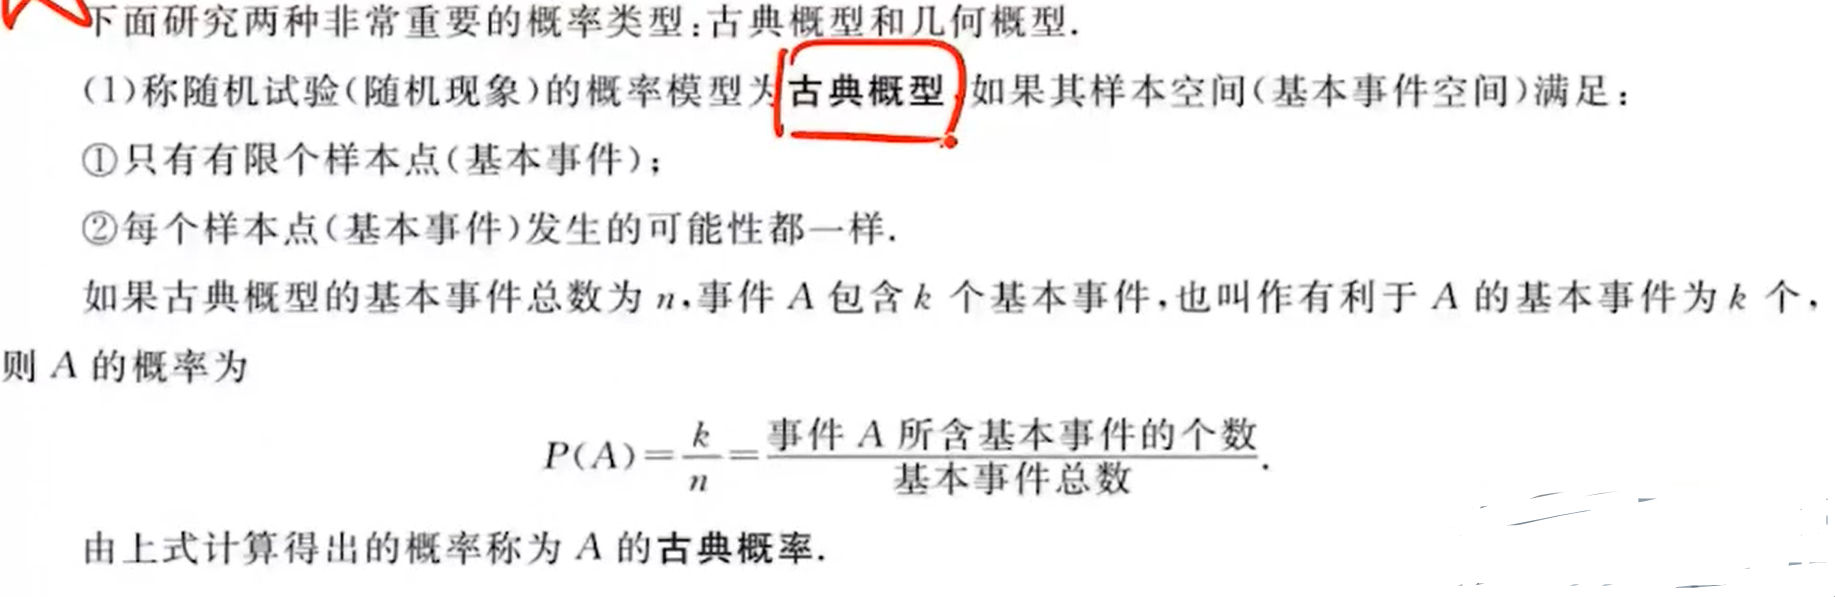 下面研究两种非常重要的概率类型:古典概型和几何概型.
(1)称随机试验(随机现象)的概率模型为古典概型,如果其样本空间(基本事件空间)满足:
①只有有限个样本点(基本事件);
②每个样本点(基本事件)发生的可能性都一样.
如果古典概型的基本事件总数为 n,事件 A 包含 k 个基本事件,也叫作有利于 A 的基本事件为 k 个,
则 A 的概率为
P(A)=k/n=事件 A 所含基本事件的个数/基本事件总数.
由上式计算得出的概率称为 A 的古典概率.